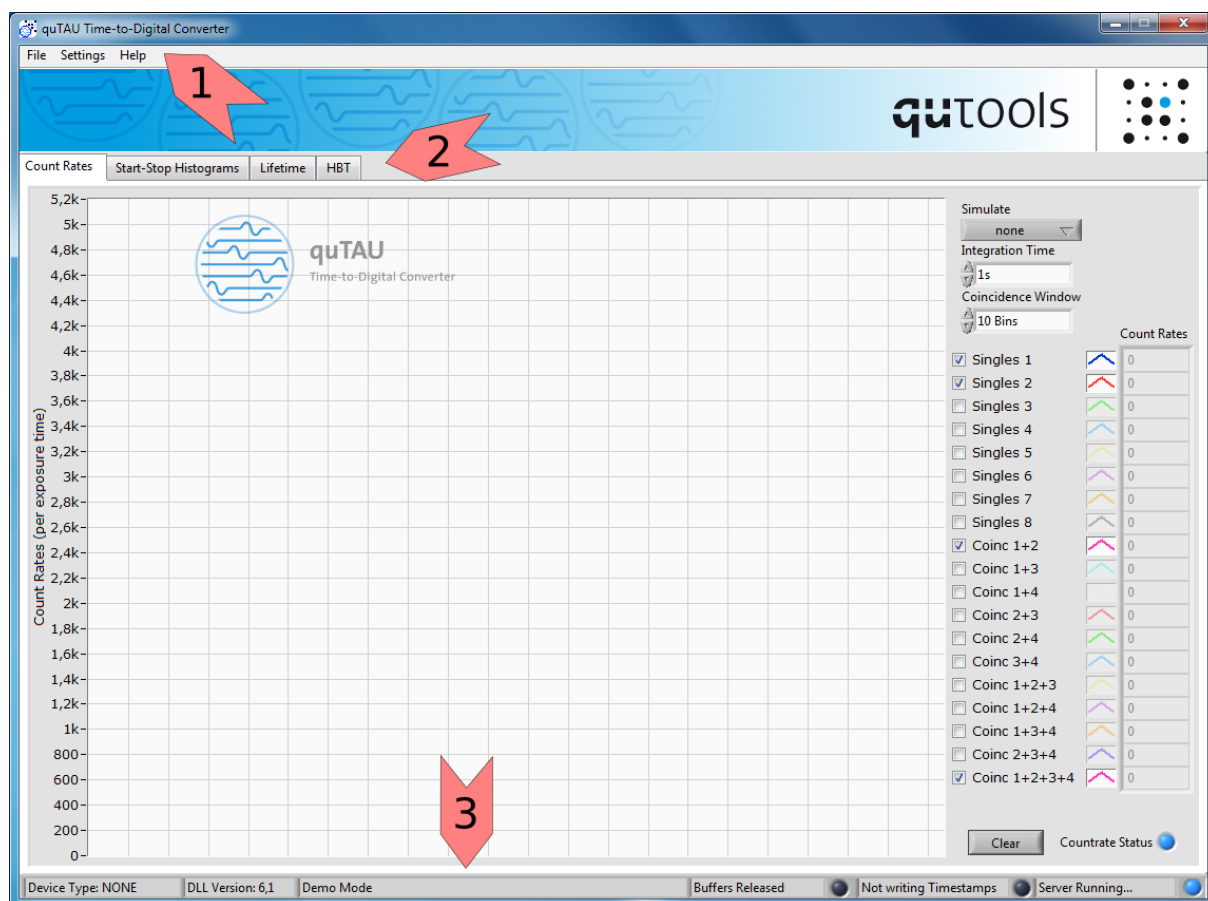 quTAU Time-to-Digital Converter
File Settings Help
1
qutools
2
Count Rates Start-Stop Histograms Lifetime HBT
quTAU
Time-to-Digital Converter
Count Rates (per exposure time)
5,2k
5k
4,8k
4,6k
4,4k
4,2k
4k
3,8k
3,6k
3,4k
3,2k
3k
2,8k
2,6k
2,4k
2,2k
2k
1,8k
1,6k
1,4k
1,2k
1k
800
600
400
200
0
Simulate
none
Integration Time
1s
Coincidence Window
10 Bins
Count Rates
Singles 1 0
Singles 2 0
Singles 3 0
Singles 4 0
Singles 5 0
Singles 6 0
Singles 7 0
Singles 8 0
Coinc 1+2 0
Coinc 1+3 0
Coinc 1+4 0
Coinc 2+3 0
Coinc 2+4 0
Coinc 3+4 0
Coinc 1+2+3 0
Coinc 1+2+4 0
Coinc 1+3+4 0
Coinc 2+3+4 0
Coinc 1+2+3+4 0
3
Clear Countrate Status
Device Type: NONE DLL Version: 6,1 Demo Mode Buffers Released Not writing Timestamps Server Running...